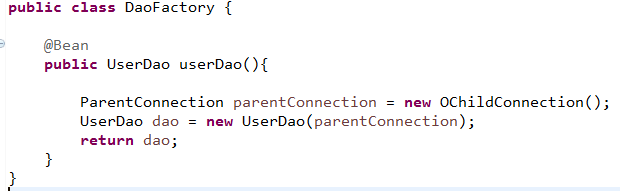 public class DaoFactory {
@Bean
public UserDao userDao(){
ParentConnection parentConnection = new OChildConnection();
UserDao dao = new UserDao(parentConnection);
return dao;
}
}